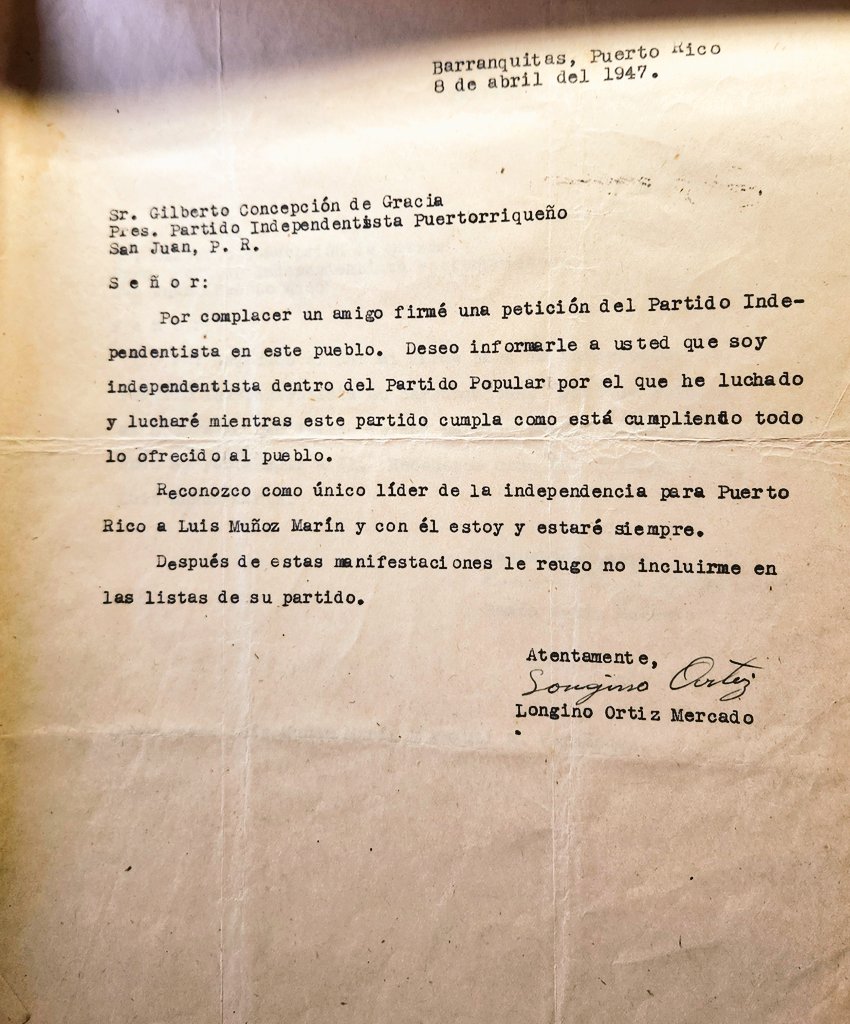 Barranquitas, Puerto Rico
8 de abril del 1947.
Sr. Gilberto Concepción de Gracia
Pres. Partido Independentista Puertorriqueño
San Juan, P. R.
S e ñ o r:
Por complacer un amigo firmé una petición del Partido Inde-
pendentista en este pueblo. Deseo informarle a usted que soy
independentista dentro del Partido Popular por el que he luchado
y lucharé mientras este partido cumpla como está cumpliendo todo
lo ofrecido al pueblo.
Reconozco como único líder de la independencia para Puerto
Rico a Luis Muñoz Marín y con él estoy y estaré siempre.
Después de estas manifestaciones le reugo no incluirme en
las listas de su partido.
Atentamente,
Longino Ortiz
Longino Ortiz Mercado